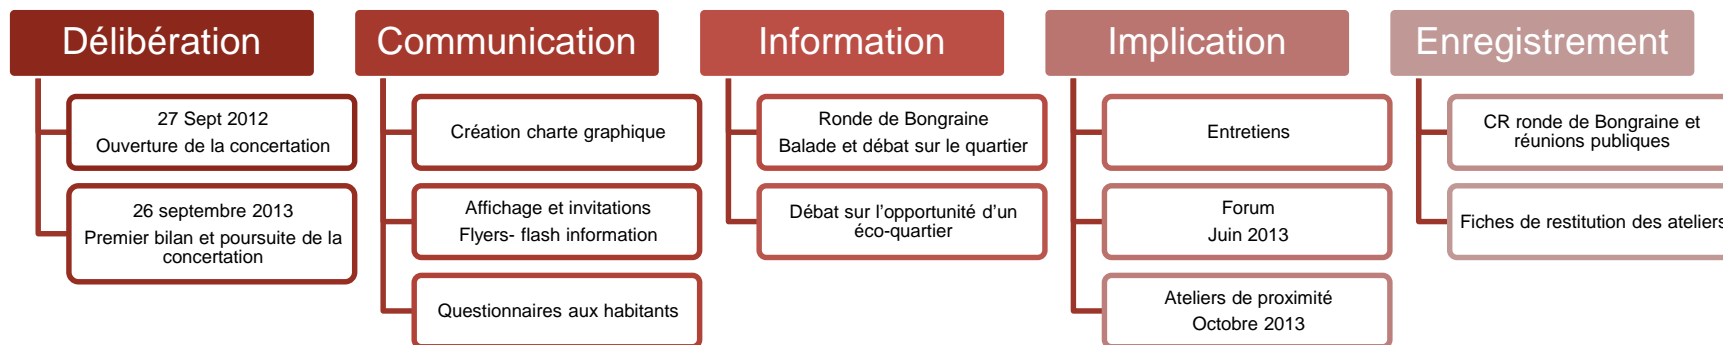 Délibération
27 Sept 2012
Ouverture de la concertation
26 septembre 2013
Premier bilan et poursuite de la
concertation
Communication
Création charte graphique
Affichage et invitations
Flyers- flash information
Questionnaires aux habitants
Information
Ronde de Bongraine
Balade et débat sur le quartier
Débat sur l’opportunité d’un
éco-quartier
Implication
Entretiens
Forum
Juin 2013
Ateliers de proximité
Octobre 2013
Enregistrement
CR ronde de Bongraine et
réunions publiques
Fiches de restitution des ateliers